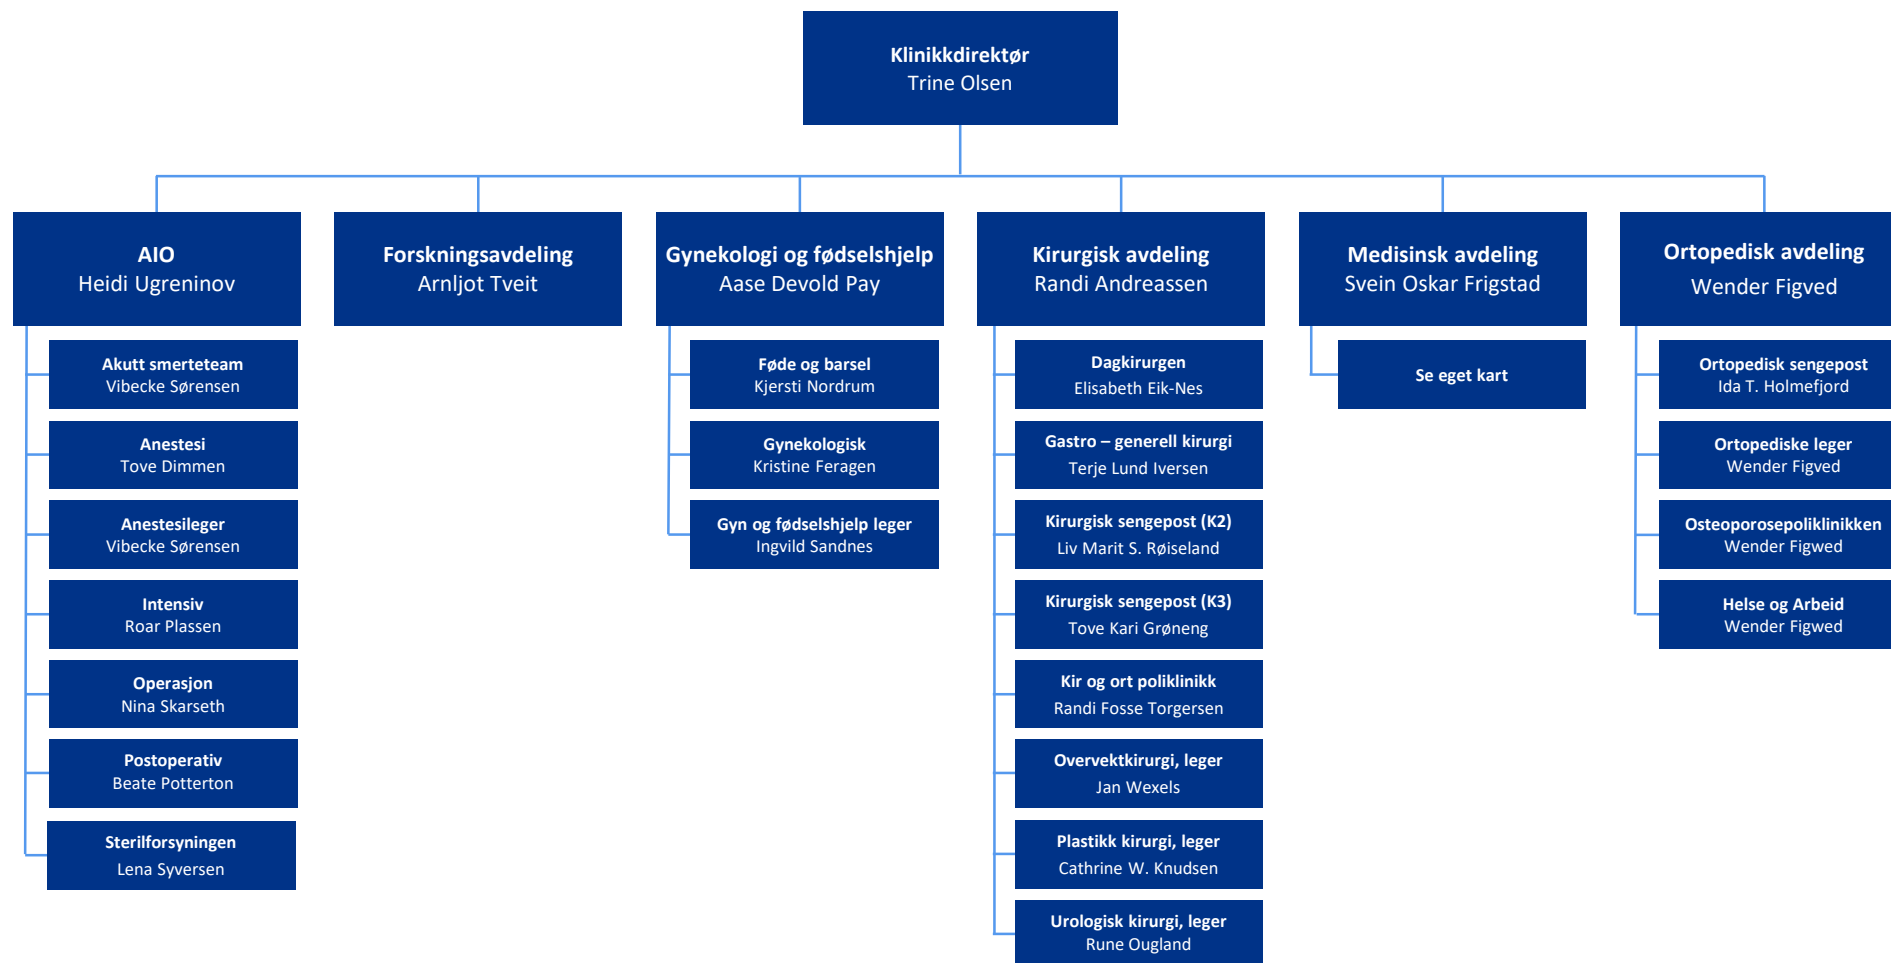 Klinikkdirektør
Trine Olsen
AIO
Heidi Ugreninov
Forskningsavdeling
Arnljot Tveit
Gynekologi og fødselshjelp
Aase Devold Pay
Kirurgisk avdeling
Randi Andreassen
Medisinsk avdeling
Svein Oskar Frigstad
Ortopedisk avdeling
Wender Figved
Akutt smerteteam
Vibecke Sørensen
Anestesi
Tove Dimmen
Anestesileger
Vibecke Sørensen
Intensiv
Roar Plassen
Operasjon
Nina Skarseth
Postoperativ
Beate Potterton
Sterilforsyningen
Lena Syversen
Føde og barsel
Kjersti Nordrum
Gynekologisk
Kristine Feragen
Gyn og fødselshjelp leger
Ingvild Sandnes
Dagkirurgen
Elisabeth Eik-Nes
Gastro – generell kirurgi
Terje Lund Iversen
Kirurgisk sengepost (K2)
Liv Marit S. Røiseland
Kirurgisk sengepost (K3)
Tove Kari Grøneng
Kir og ort poliklinikk
Randi Fosse Torgersen
Overvektkirurgi, leger
Jan Wexels
Plastikk kirurgi, leger
Cathrine W. Knudsen
Urologisk kirurgi, leger
Rune Ougland
Se eget kart
Ortopedisk sengepost
Ida T. Holmefjord
Ortopediske leger
Wender Figved
Osteoporosepoliklinikken
Wender Figwed
Helse og Arbeid
Wender Figwed